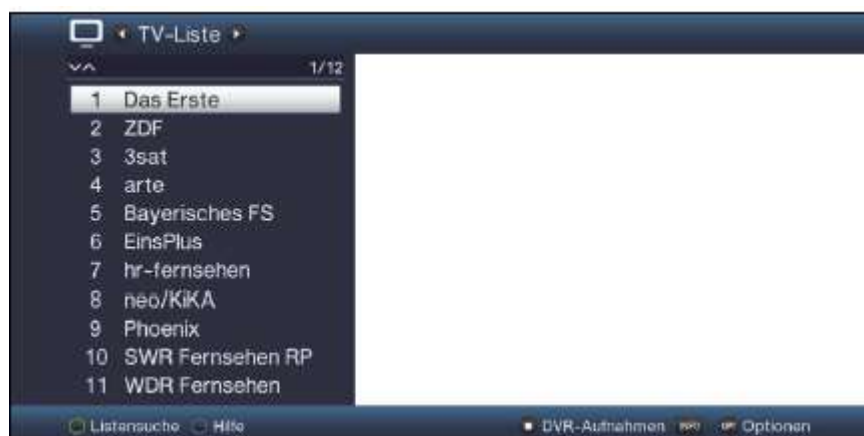 TV-Liste
1/12
1 Das Erste
2 ZDF
3 3sat
4 arte
5 Bayerisches FS
6 EinsPlus
7 hr-fernsehen
8 neo/KiKA
9 Phoenix
10 SWR Fernsehen RP
11 WDR Fernsehen
Listensuche Hilfe DVR-Aufnahmen Optionen